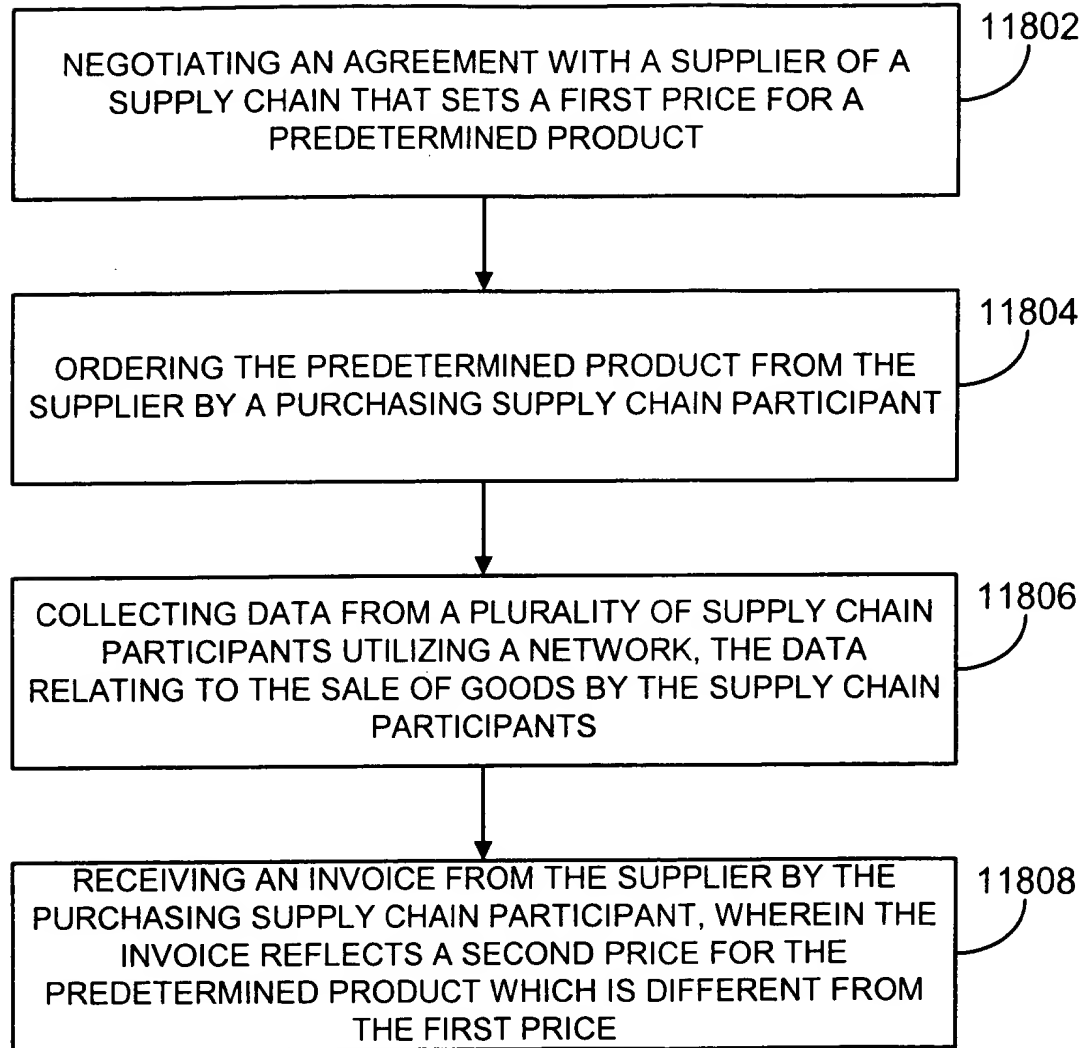 11802
NEGOTIATING AN AGREEMENT WITH A SUPPLIER OF A
SUPPLY CHAIN THAT SETS A FIRST PRICE FOR A
PREDETERMINED PRODUCT
11804
ORDERING THE PREDETERMINED PRODUCT FROM THE
SUPPLIER BY A PURCHASING SUPPLY CHAIN PARTICIPANT
11806
COLLECTING DATA FROM A PLURALITY OF SUPPLY CHAIN
PARTICIPANTS UTILIZING A NETWORK, THE DATA
RELATING TO THE SALE OF GOODS BY THE SUPPLY CHAIN
PARTICIPANTS
11808
RECEIVING AN INVOICE FROM THE SUPPLIER BY THE
PURCHASING SUPPLY CHAIN PARTICIPANT, WHEREIN THE
INVOICE REFLECTS A SECOND PRICE FOR THE
PREDETERMINED PRODUCT WHICH IS DIFFERENT FROM
THE FIRST PRICE